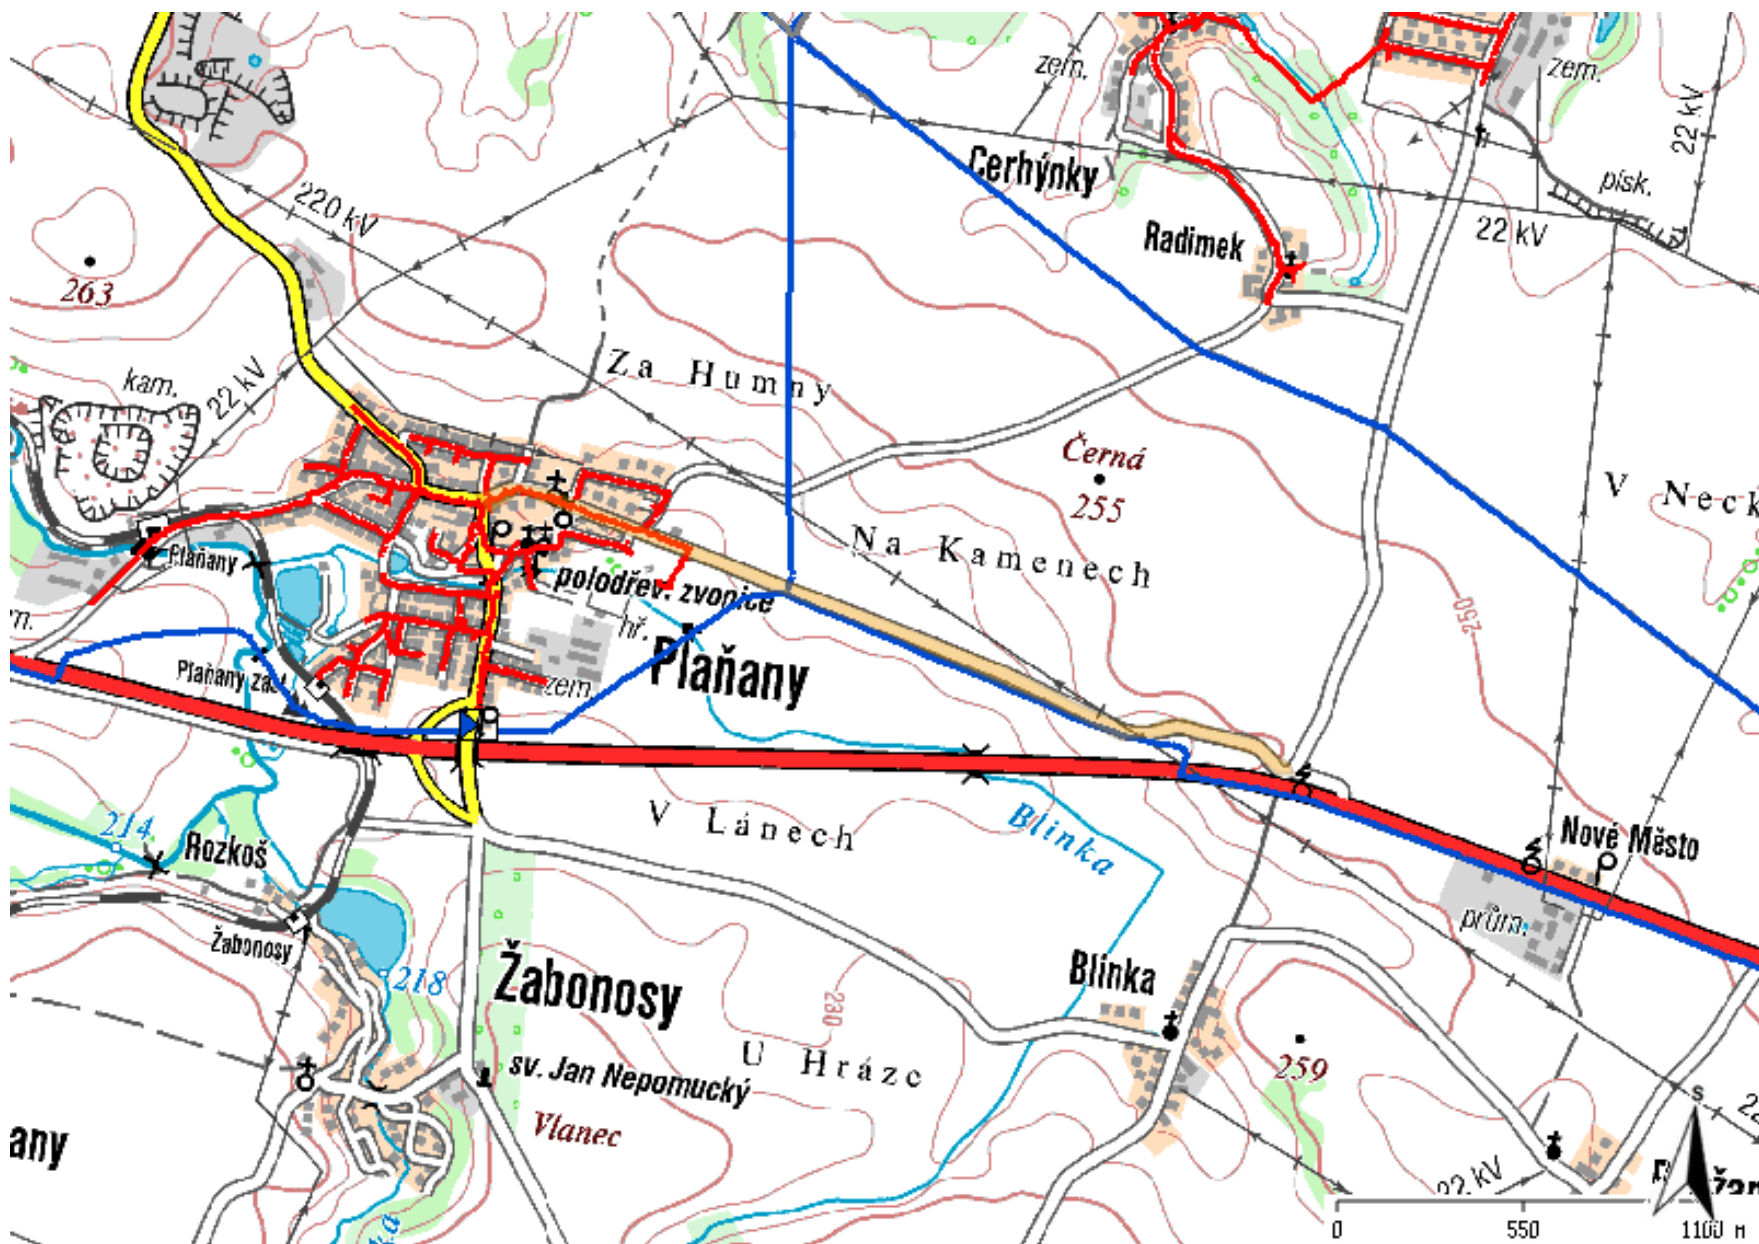 zem.
zem.
22 kV
Cerhýnky
písk.
220 kV
Radimek
22 kV
263
Za Humny
kam.
22 kV
Černá
255
V Neck
Na Kamenech
Plaňany
polodřev. zvonice
250
hř.
Plaňany
Plaňany zast.
zem.
V Lánech
Blinka
214
Rozkoš
Nové Město
prům.
Žabonosy
218
Žabonosy
Blinka
230
U Hráze
sv. Jan Nepomucký
259
Vlanec
S
any
22 kV
žan
0 550 1100 m